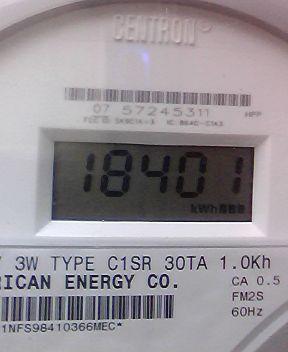 CENTRON®
07 57245311 HPP
18401
kWh
3W TYPE C1SR 30TA 1.0Kh
RICAN ENERGY CO. CA 0.5
FM2S
60Hz
1NFS98410366MEC*